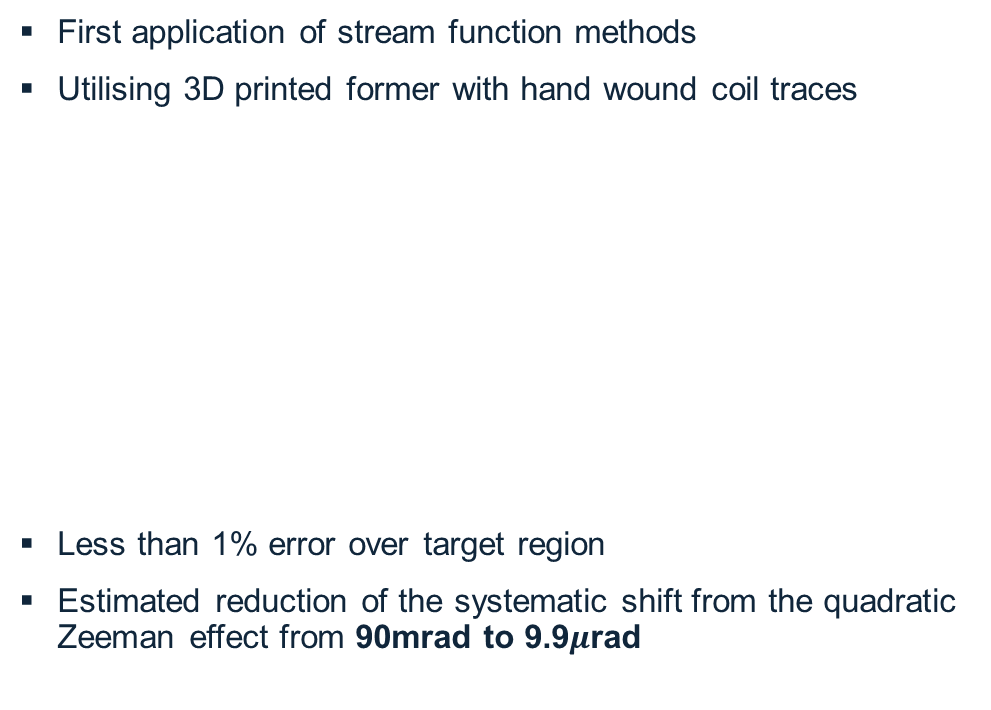 ▪ First application of stream function methods
▪ Utilising 3D printed former with hand wound coil traces
▪ Less than 1% error over target region
▪ Estimated reduction of the systematic shift from the quadratic
Zeeman effect from 90mrad to 9.9𝝁rad